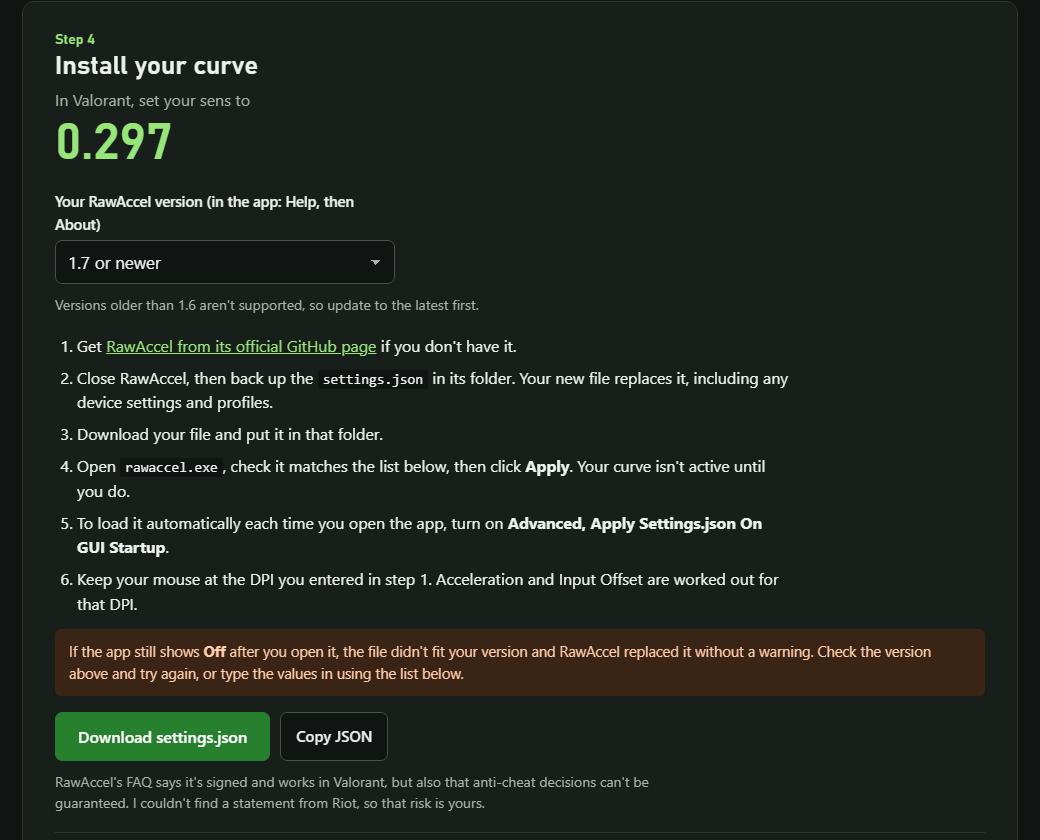 Step 4
Install your curve
In Valorant, set your sens to
0.297
Your RawAccel version (in the app: Help, then
About)
1.7 or newer
Versions older than 1.6 aren't supported, so update to the latest first.
1. Get RawAccel from its official GitHub page if you don't have it.
2. Close RawAccel, then back up the settings.json in its folder. Your new file replaces it, including any
device settings and profiles.
3. Download your file and put it in that folder.
4. Open rawaccel.exe, check it matches the list below, then click Apply. Your curve isn't active until
you do.
5. To load it automatically each time you open the app, turn on Advanced, Apply Settings.json On
GUI Startup.
6. Keep your mouse at the DPI you entered in step 1. Acceleration and Input Offset are worked out for
that DPI.
If the app still shows Off after you open it, the file didn't fit your version and RawAccel replaced it without a warning. Check the version
above and try again, or type the values in using the list below.
Download settings.json
Copy JSON
RawAccel's FAQ says it's signed and works in Valorant, but also that anti-cheat decisions can't be
guaranteed. I couldn't find a statement from Riot, so that risk is yours.